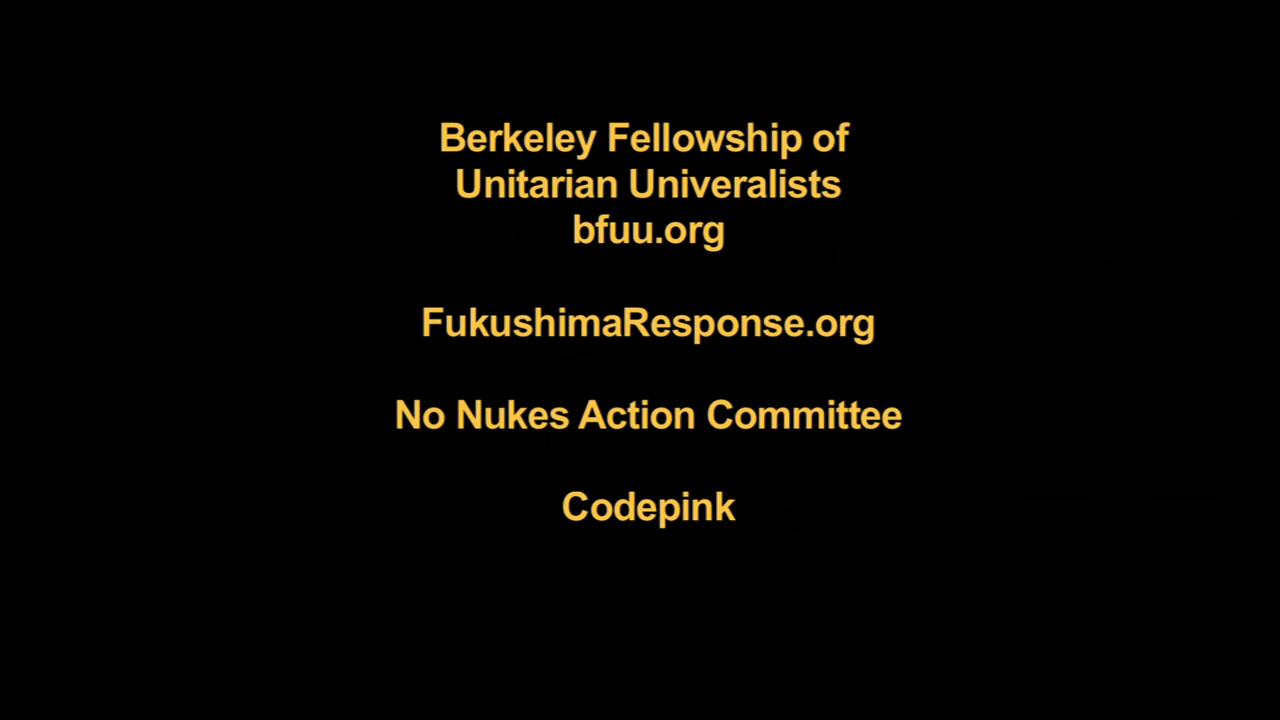 Berkeley Fellowship of
Unitarian Univeralists
bfuu.org
FukushimaResponse.org
No Nukes Action Committee
Codepink